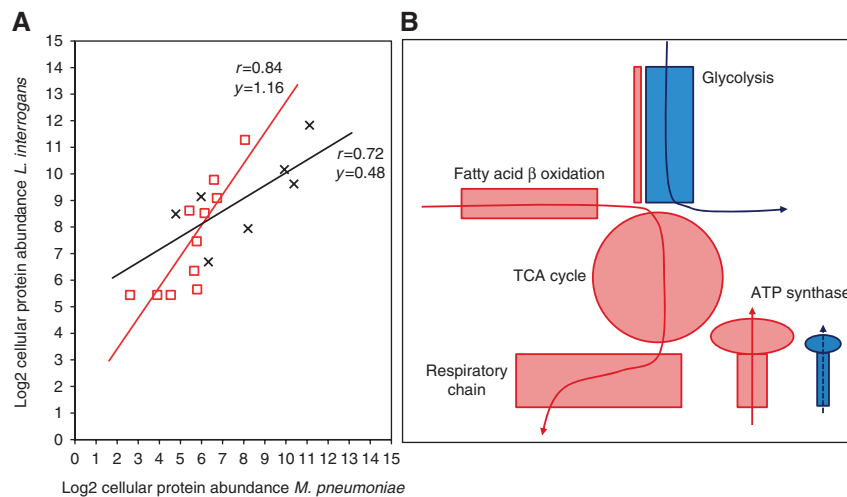 A
15
14
13
12
11
10
9
8
7
6
5
4
3
2
1
0
Log2 cellular protein abundance L. interrogans
r=0.84
y=1.16
r=0.72
y=0.48
0 1 2 3 4 5 6 7 8 9 10 11 12 13 14 15
Log2 cellular protein abundance M. pneumoniae
B
Glycolysis
Fatty acid β oxidation
TCA cycle
ATP synthase
Respiratory
chain